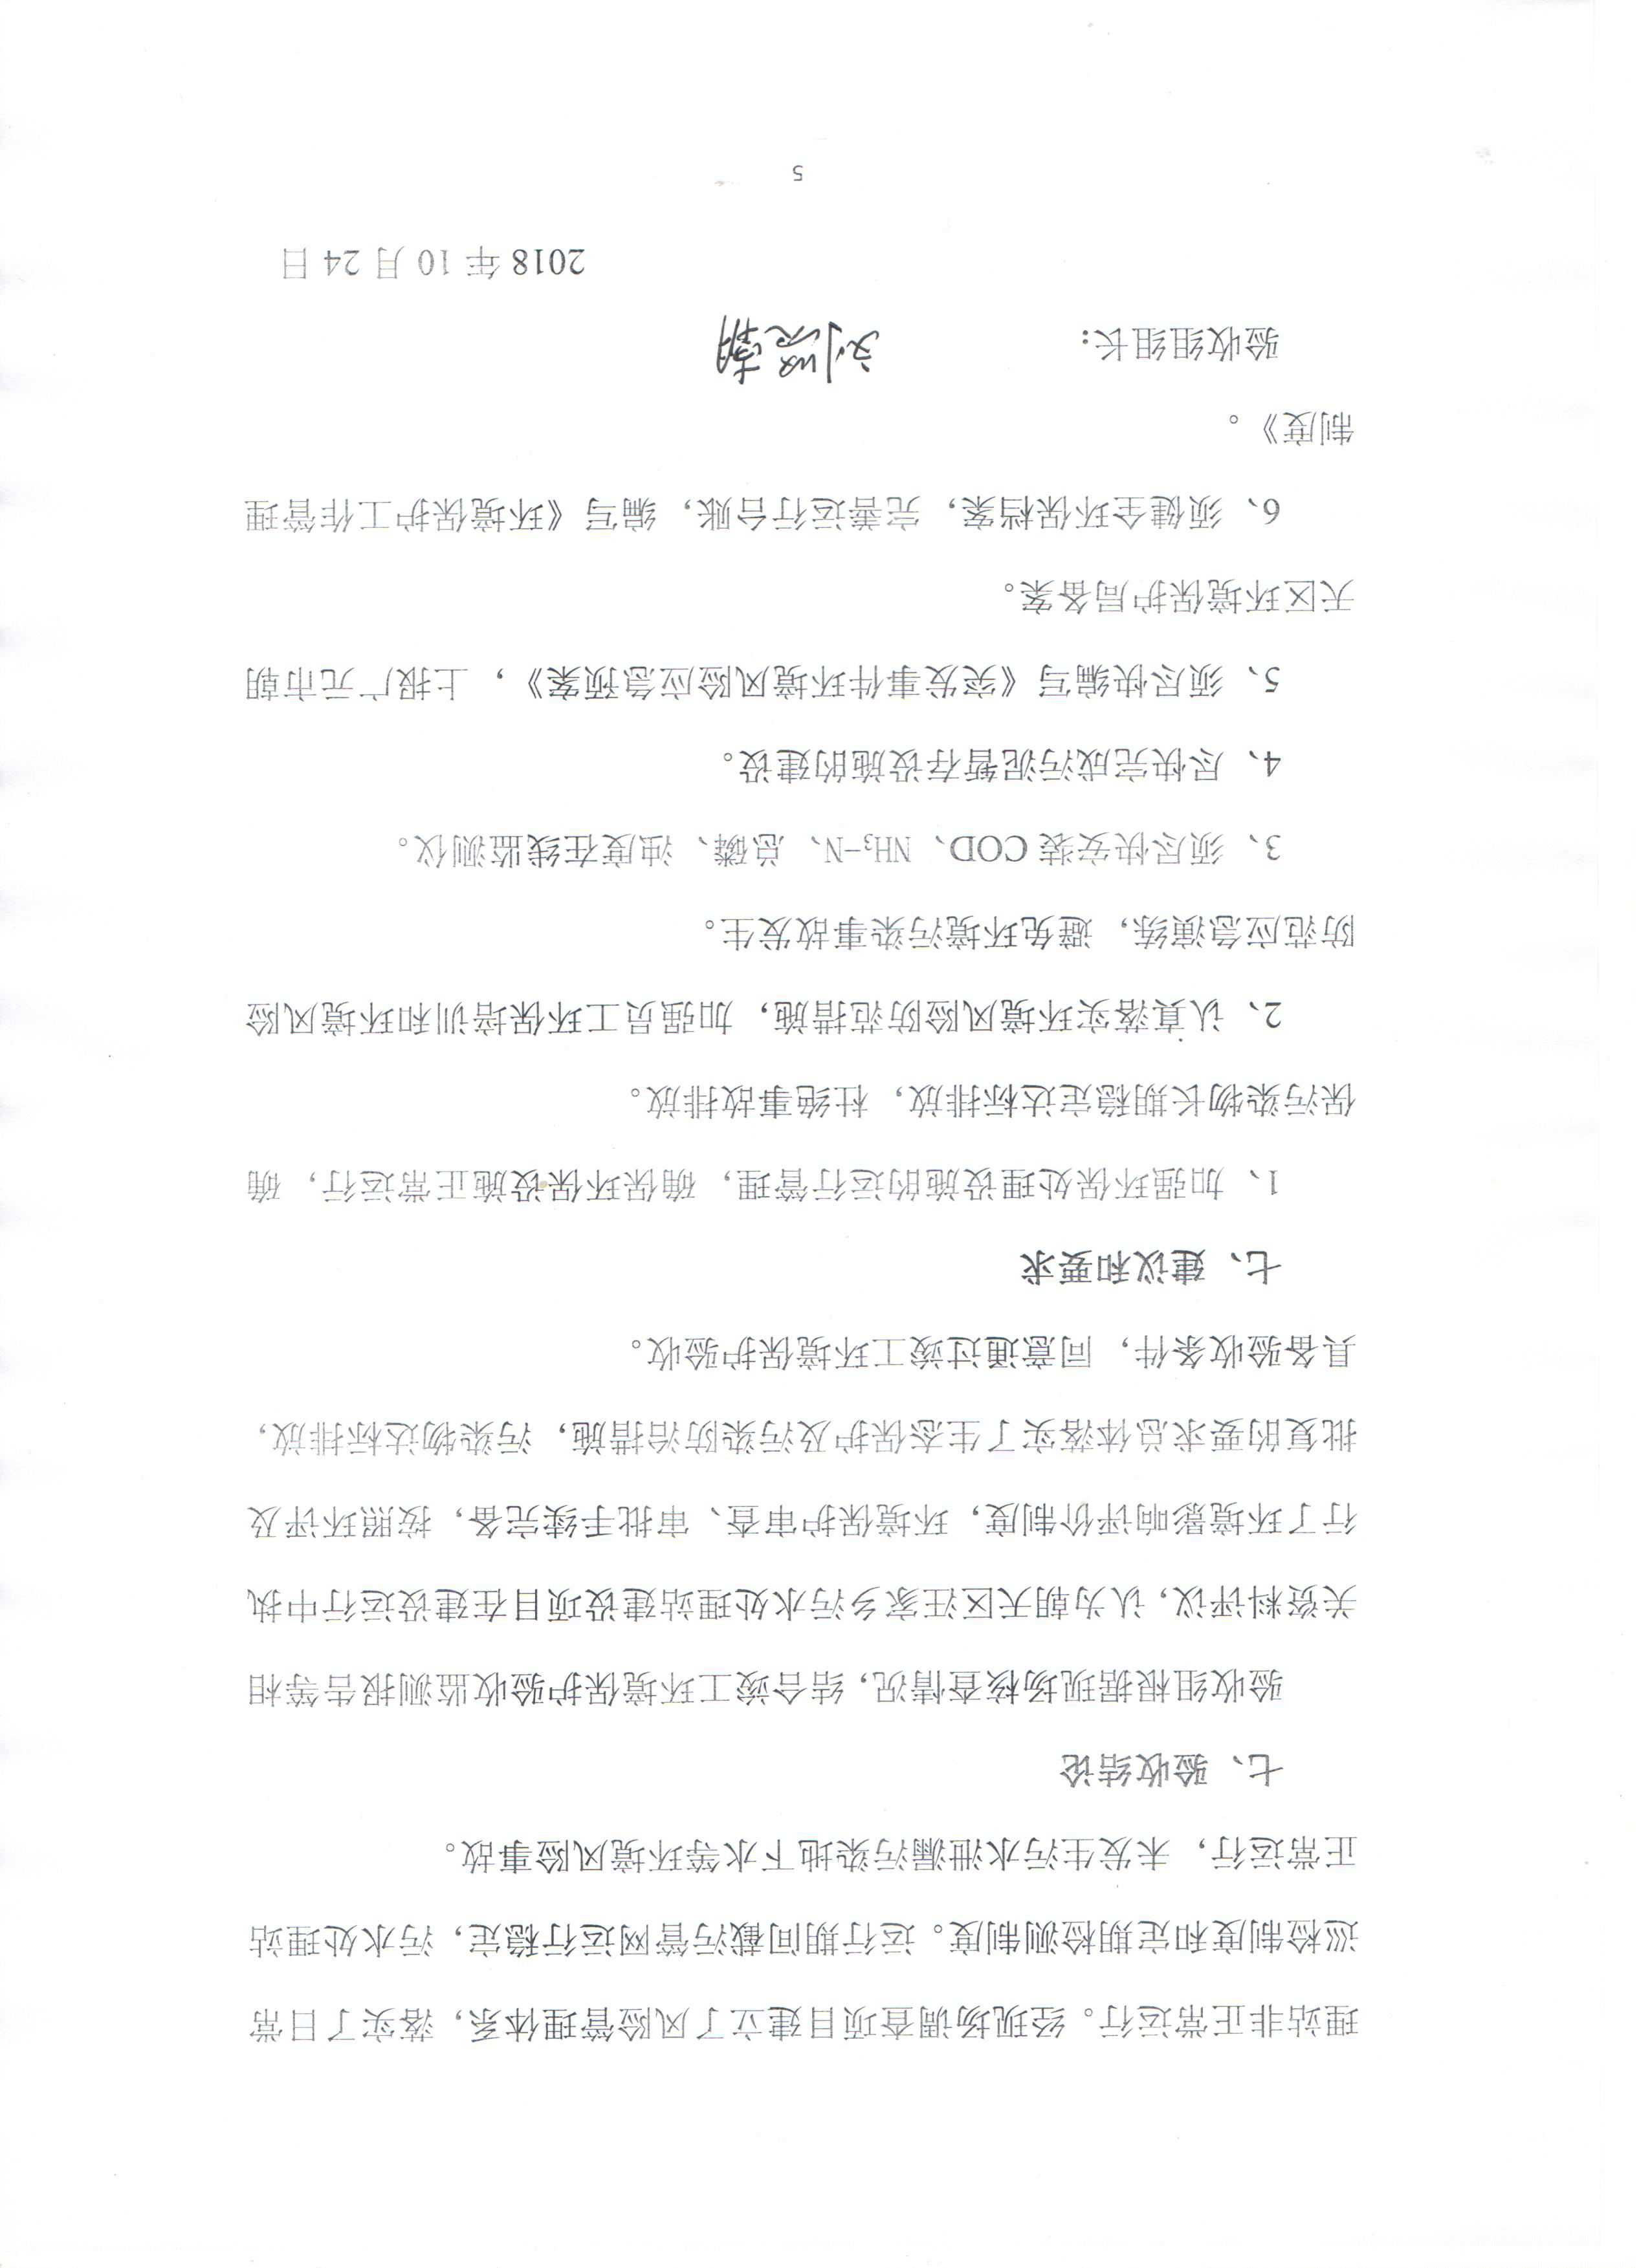 理站非正常运行。经现场调查项目建立了风险管理体系，落实了日常
巡检制度和定期检测制度。运行期间截污管网运行稳定，污水处理站
正常运行，未发生污水泄漏污染地下水等环境风险事故。
七、验收结论
验收组根据现场核查情况，结合竣工环境保护验收监测报告等相
关资料评议，认为朝天区汪家乡污水处理站建设项目在建设运行中执
行了环境影响评价制度，环境保护审查、审批手续完备，按照环评及
批复的要求总体落实了生态保护及污染防治措施，污染物达标排放，
具备验收条件，同意通过竣工环境保护验收。
七、建议和要求
1、加强环保处理设施的运行管理，确保环保设施正常运行，确
保污染物长期稳定达标排放，杜绝事故排放。
2、认真落实环境风险防范措施，加强员工环保培训和环境风险
防范应急演练，避免环境污染事故发生。
3、须尽快安装 COD、NH₃-N、总磷、浊度在线监测仪。
4、尽快完成污泥暂存设施的建设。
5、须尽快编写《突发事件环境风险应急预案》，上报广元市朝
天区环境保护局备案。
6、须健全环保档案，完善运行台账，编写《环境保护工作管理
制度》。
验收组组长：
2018 年 10 月 24 日
5